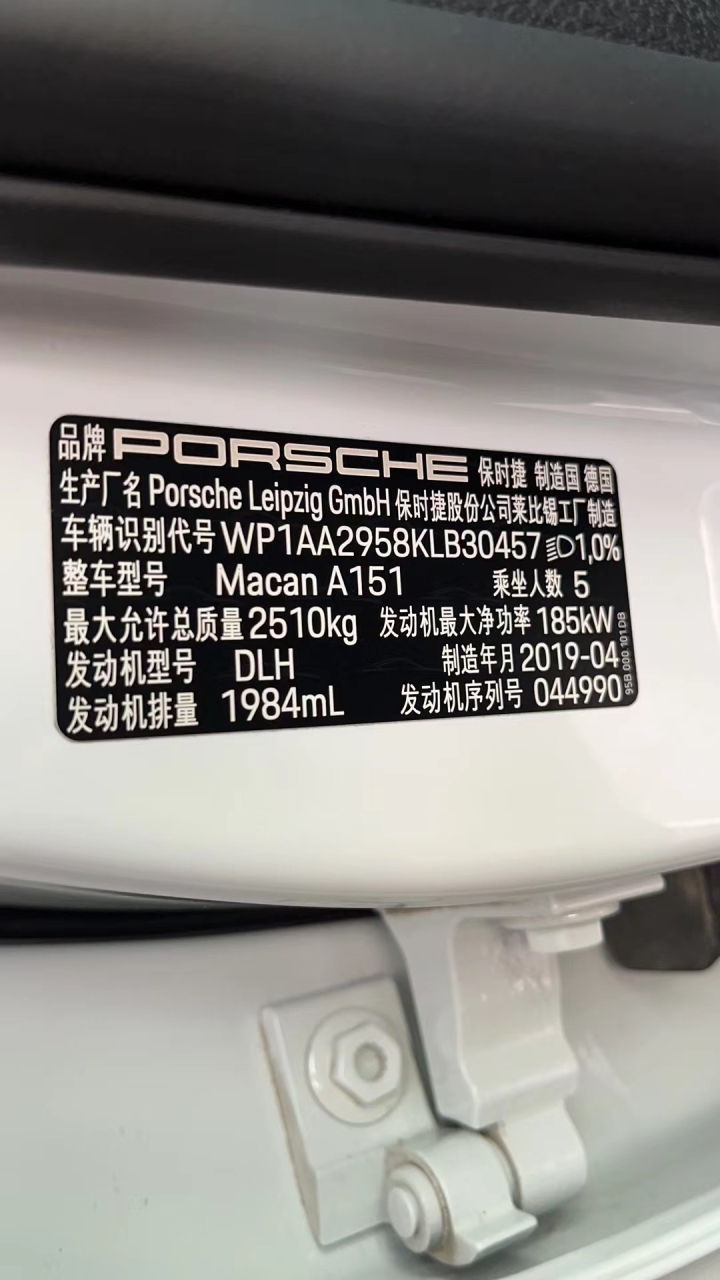 品牌 PORSCHE 保时捷 制造国 德国
生产厂名 Porsche Leipzig GmbH 保时捷股份公司莱比锡工厂制造
车辆识别代号 WP1AA2958KLB30457 1,0%
整车型号 Macan A151 乘坐人数 5
最大允许总质量 2510kg 发动机最大净功率 185kW
发动机型号 DLH 制造年月 2019-04
发动机排量 1984mL 发动机序列号 044990
95B 000.101.DB